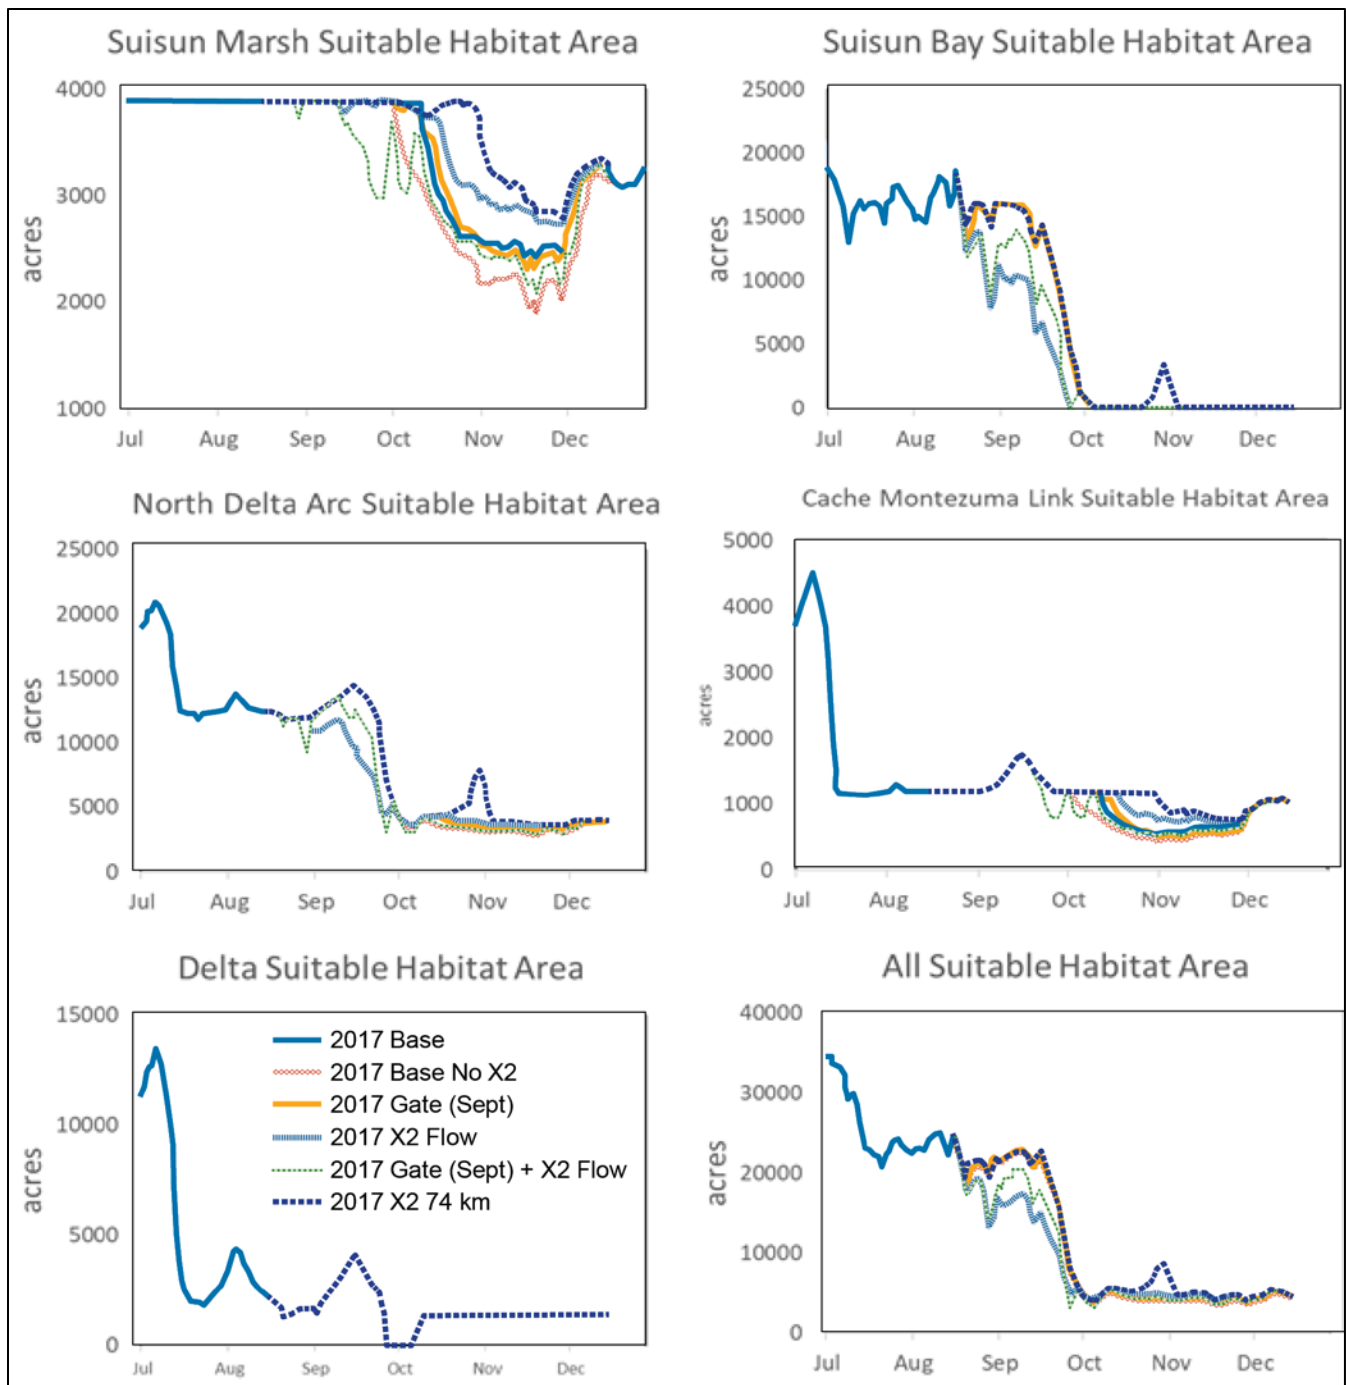 Suisun Marsh Suitable Habitat Area
4000
3000
2000
1000
acres
Jul Aug Sep Oct Nov Dec
Suisun Bay Suitable Habitat Area
25000
20000
15000
10000
5000
0
acres
Jul Aug Sep Oct Nov Dec
North Delta Arc Suitable Habitat Area
25000
20000
15000
10000
5000
0
acres
Jul Aug Sep Oct Nov Dec
Cache Montezuma Link Suitable Habitat Area
5000
4000
3000
2000
1000
0
acres
Jul Aug Sep Oct Nov Dec
Delta Suitable Habitat Area
15000
10000
5000
0
acres
2017 Base
2017 Base No X2
2017 Gate (Sept)
2017 X2 Flow
2017 Gate (Sept) + X2 Flow
2017 X2 74 km
Jul Aug Sep Oct Nov Dec
All Suitable Habitat Area
40000
30000
20000
10000
0
acres
Jul Aug Sep Oct Nov Dec